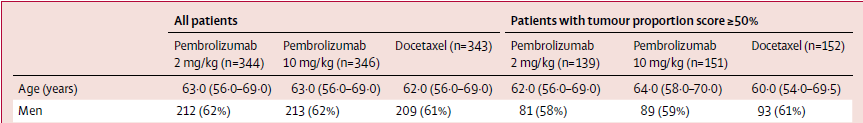 All patients Patients with tumour proportion score ≥50%
Pembrolizumab 2 mg/kg (n=344) Pembrolizumab 10 mg/kg (n=346) Docetaxel (n=343) Pembrolizumab 2 mg/kg (n=139) Pembrolizumab 10 mg/kg (n=151) Docetaxel (n=152)
Age (years) 63·0 (56·0–69·0) 63·0 (56·0–69·0) 62·0 (56·0–69·0) 62·0 (56·0–69·0) 64·0 (58·0–70·0) 60·0 (54·0–69·5)
Men 212 (62%) 213 (62%) 209 (61%) 81 (58%) 89 (59%) 93 (61%)